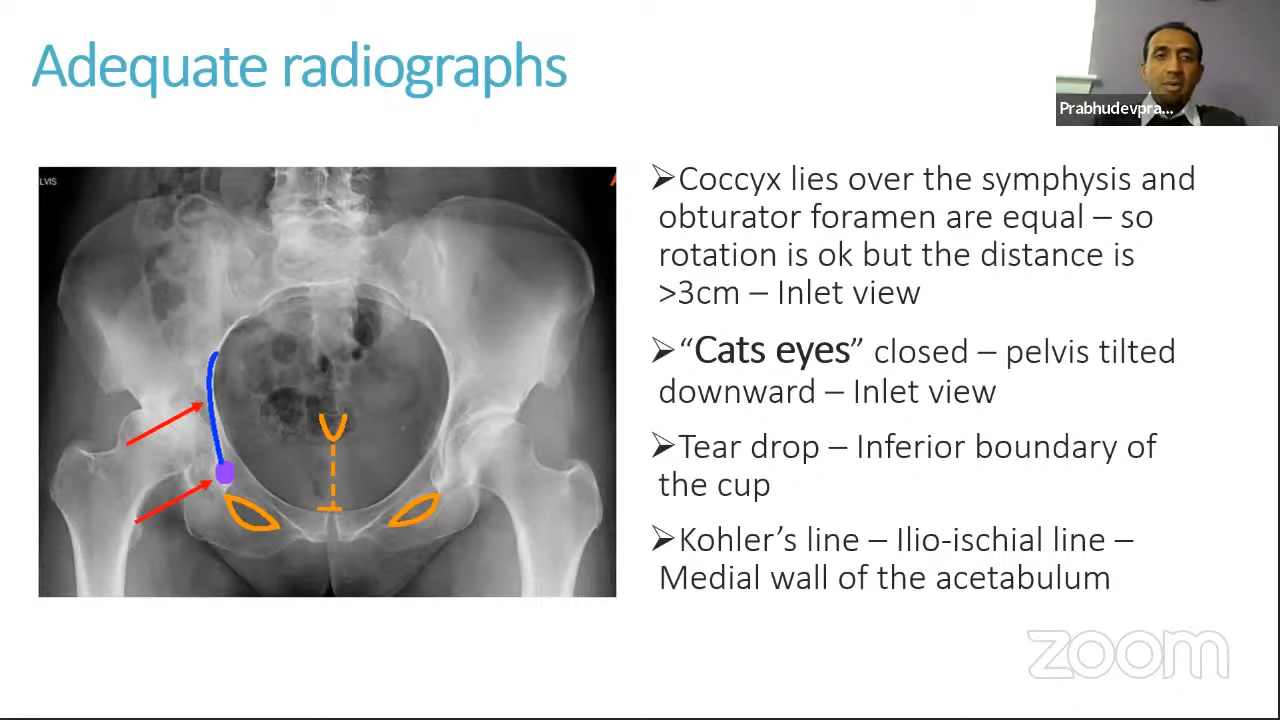 Adequate radiographs
Prabhudevpra...
LVIS
➢Coccyx lies over the symphysis and
obturator foramen are equal – so
rotation is ok but the distance is
>3cm – Inlet view
➢“Cats eyes” closed – pelvis tilted
downward – Inlet view
➢Tear drop – Inferior boundary of
the cup
➢Kohler’s line – Ilio-ischial line –
Medial wall of the acetabulum
zoom